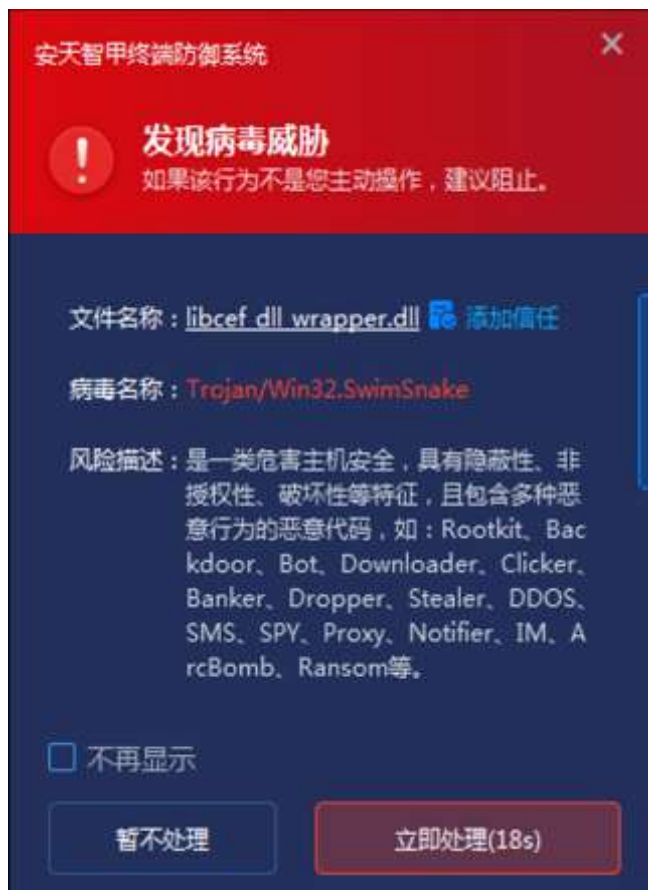 安天智甲终端防御系统
发现病毒威胁
如果该行为不是您主动操作，建议阻止。
文件名称：libcef_dll_wrapper.dll 添加信任
病毒名称：Trojan/Win32.SwimSnake
风险描述：是一类危害主机安全，具有隐蔽性、非
授权性、破坏性等特征，且包含多种恶
意行为的恶意代码，如：Rootkit、Bac
kdoor、Bot、Downloader、Clicker、
Banker、Dropper、Stealer、DDOS、
SMS、SPY、Proxy、Notifier、IM、A
rcBomb、Ransom等。
不再显示
暂不处理
立即处理(18s)